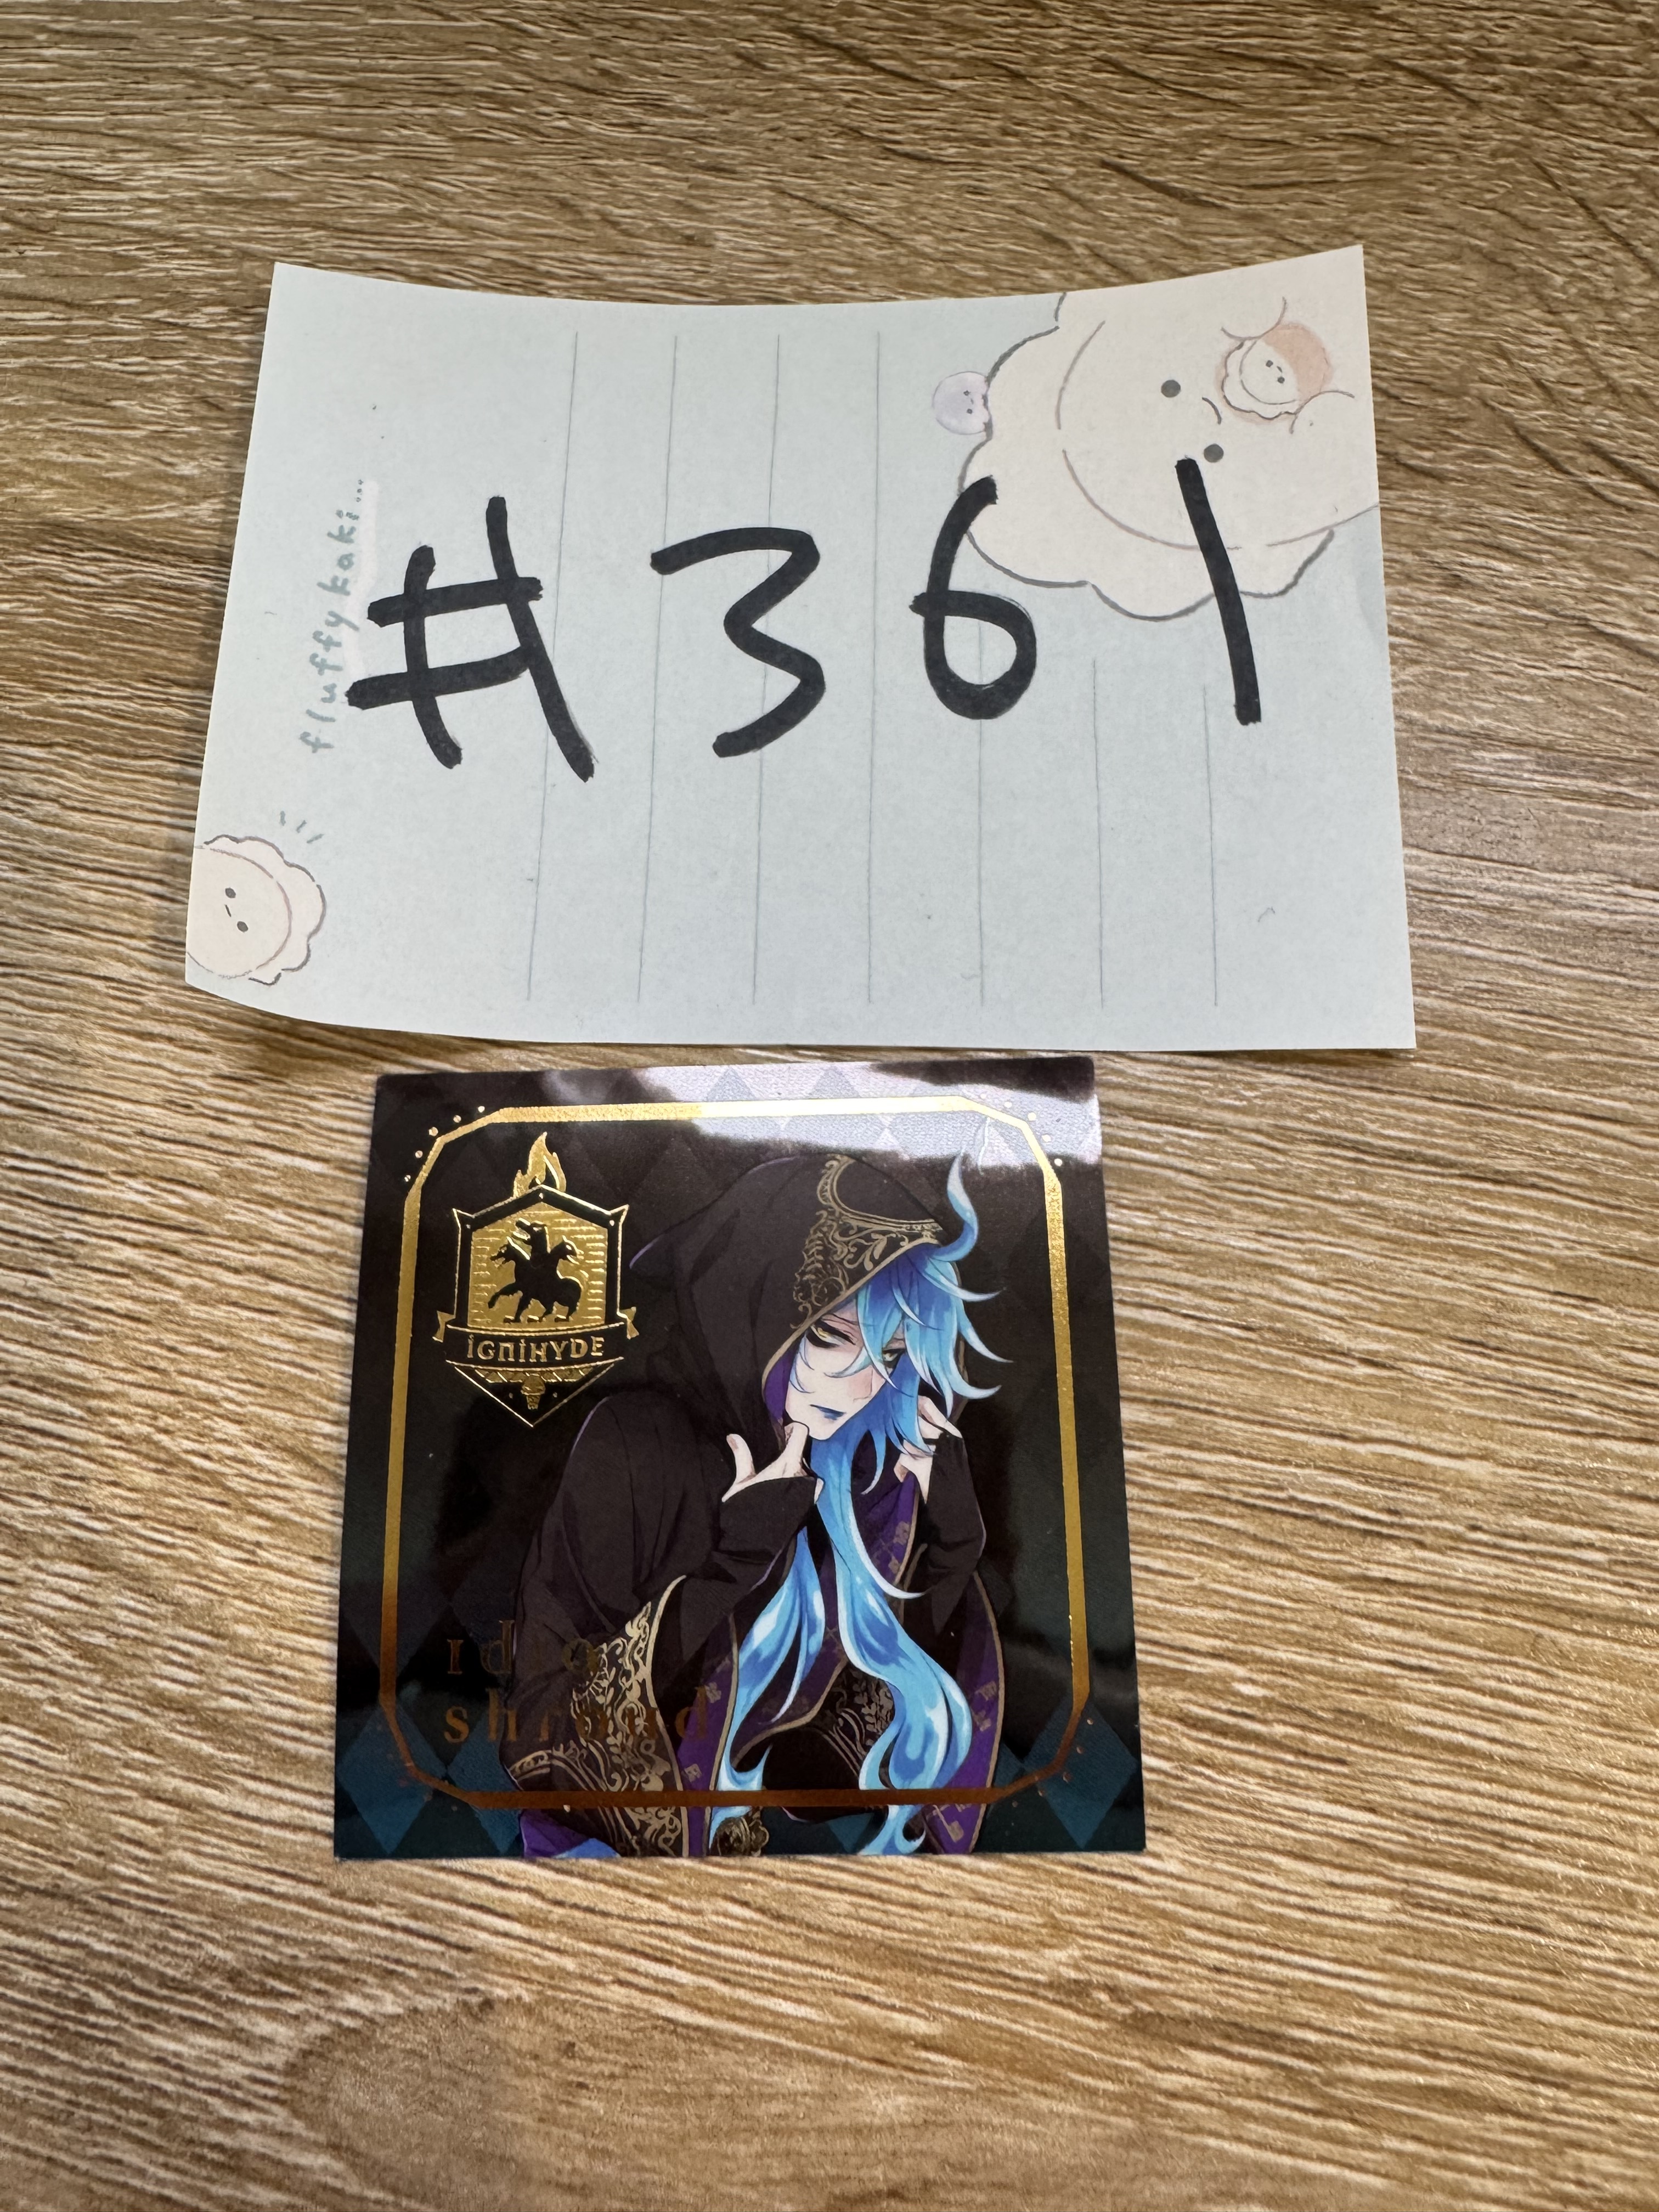 #361
fluffy kaki...
IGNIHYDE
idia
shroud